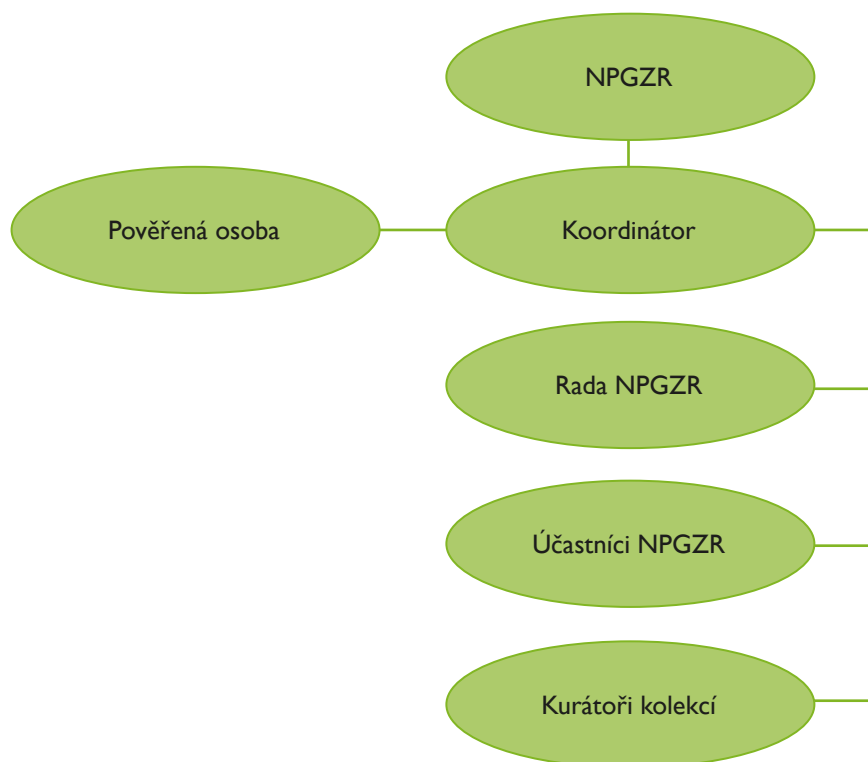 NPGZR
Pověřená osoba
Koordinátor
Rada NPGZR
Účastníci NPGZR
Kurátoři kolekcí